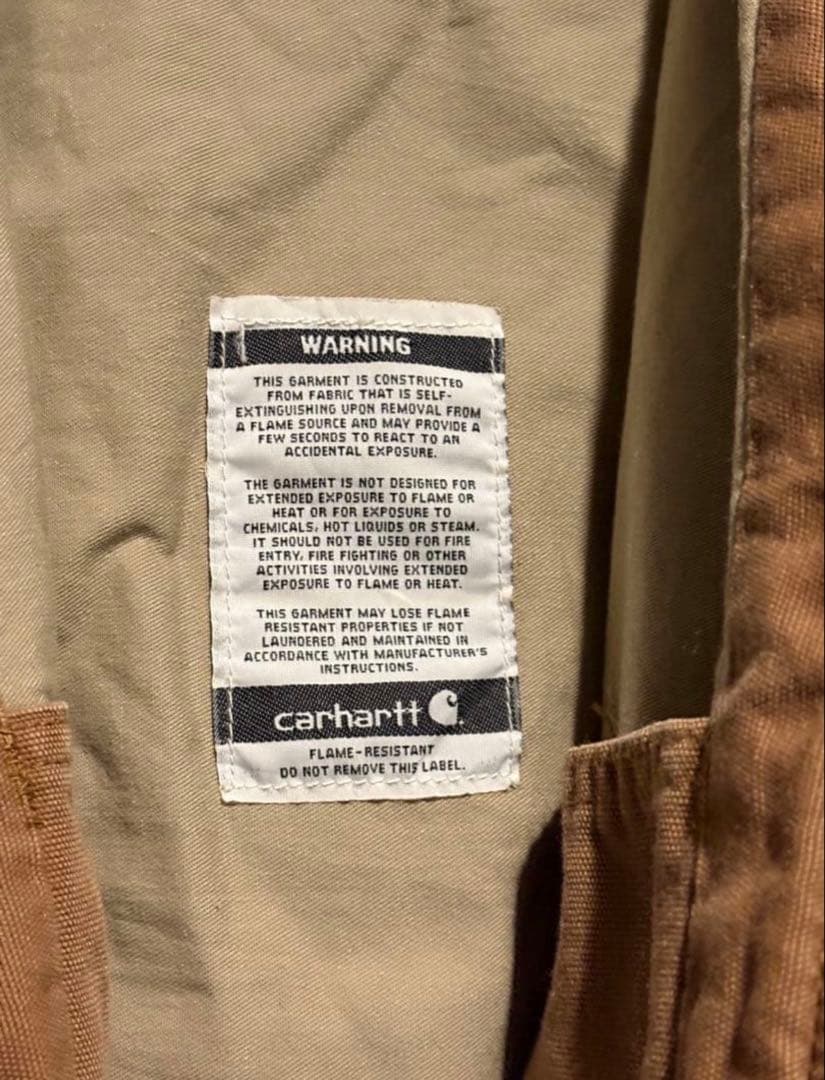 WARNING
THIS GARMENT IS CONSTRUCTED
FROM FABRIC THAT IS SELF-
EXTINGUISHING UPON REMOVAL FROM
A FLAME SOURCE AND MAY PROVIDE A
FEW SECONDS TO REACT TO AN
ACCIDENTAL EXPOSURE.
THE GARMENT IS NOT DESIGNED FOR
EXTENDED EXPOSURE TO FLAME OR
HEAT OR FOR EXPOSURE TO
CHEMICALS, HOT LIQUIDS OR STEAM.
IT SHOULD NOT BE USED FOR FIRE
ENTRY, FIRE FIGHTING OR OTHER
ACTIVITIES INVOLVING EXTENDED
EXPOSURE TO FLAME OR HEAT.
THIS GARMENT MAY LOSE FLAME
RESISTANT PROPERTIES IF NOT
LAUNDERED AND MAINTAINED IN
ACCORDANCE WITH MANUFACTURER'S
INSTRUCTIONS.
carhartt
FLAME-RESISTANT
DO NOT REMOVE THIS LABEL.